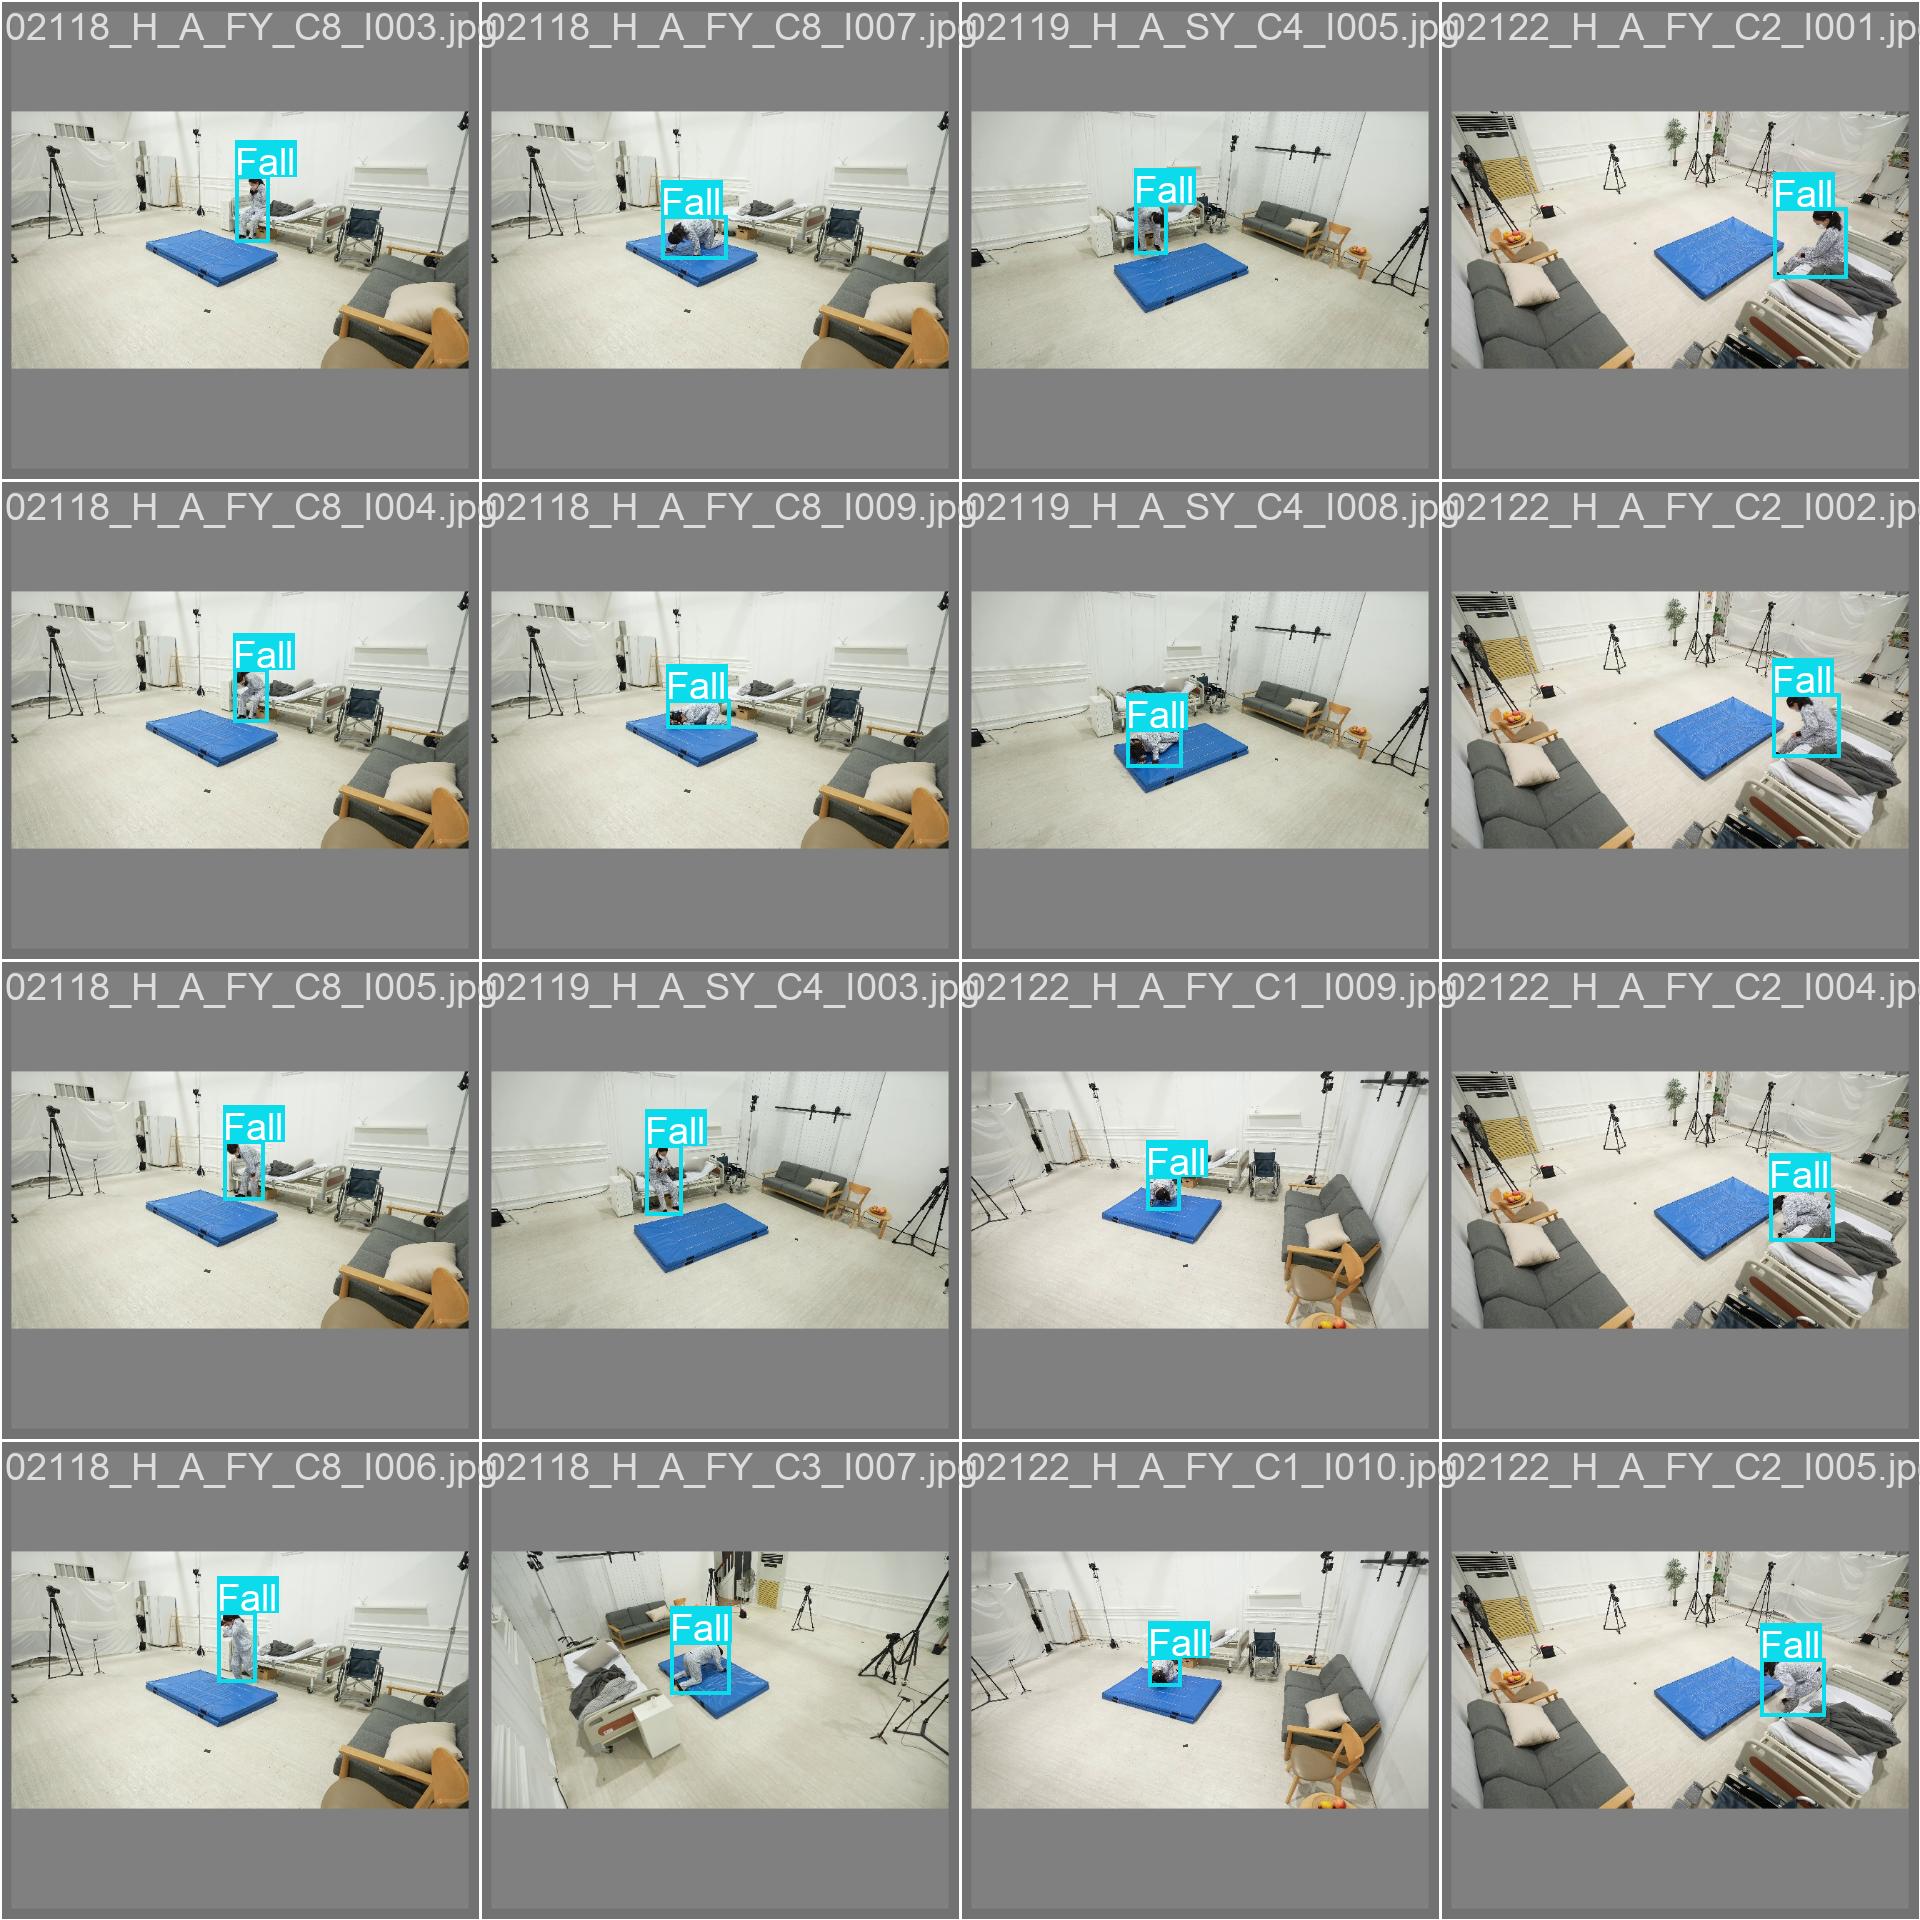 02118_H_A_FY_C8_I003.jpg
02118_H_A_FY_C8_I007.jpg
02119_H_A_SY_C4_I005.jpg
02122_H_A_FY_C2_I001.jp
Fall
Fall
Fall
Fall
02118_H_A_FY_C8_I004.jpg
02118_H_A_FY_C8_I009.jpg
02119_H_A_SY_C4_I008.jpg
02122_H_A_FY_C2_I002.jp
Fall
Fall
Fall
Fall
02118_H_A_FY_C8_I005.jpg
02119_H_A_SY_C4_I003.jpg
02122_H_A_FY_C1_I009.jpg
02122_H_A_FY_C2_I004.jp
Fall
Fall
Fall
Fall
02118_H_A_FY_C8_I006.jpg
02118_H_A_FY_C3_I007.jpg
02122_H_A_FY_C1_I010.jpg
02122_H_A_FY_C2_I005.jp
Fall
Fall
Fall
Fall